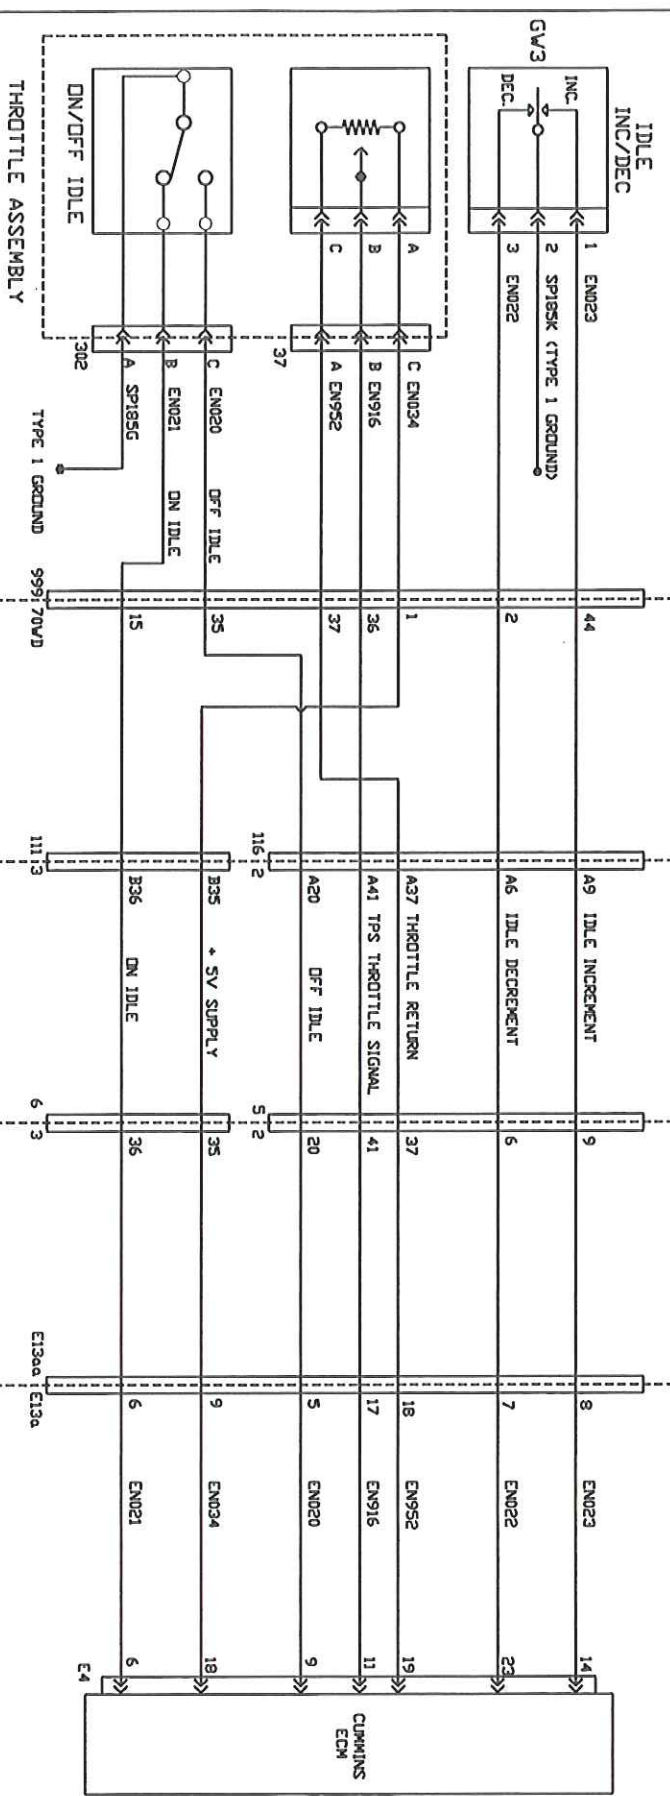 IDLE
INC/DEC
GW3
INC.
DEC.
1 EN023
2 SP185K (TYPE 1 GROUND)
3 EN022
44
2
A9 IDLE INCREMENT
A6 IDLE DECREMENT
9
6
8
7
EN023
EN022
14
23
A
B
C
37
C EN034
B EN916
A EN952
1
36
37
116
2
A37 THROTTLE RETURN
A41 TPS THROTTLE SIGNAL
A20 OFF IDLE
5
2
37
41
20
18
17
5
EN952
EN916
EN020
19
11
9
ON/OFF IDLE
THROTTLE ASSEMBLY
302
C EN020 OFF IDLE
B EN021 ON IDLE
A SP185G
TYPE 1 GROUND
35
15
999 70WD
B35 + 5V SUPPLY
B36 ON IDLE
111
3
35
36
6
3
9
6
E13aa E13a
EN034
EN021
18
6
E4
CUMMINS
ECM